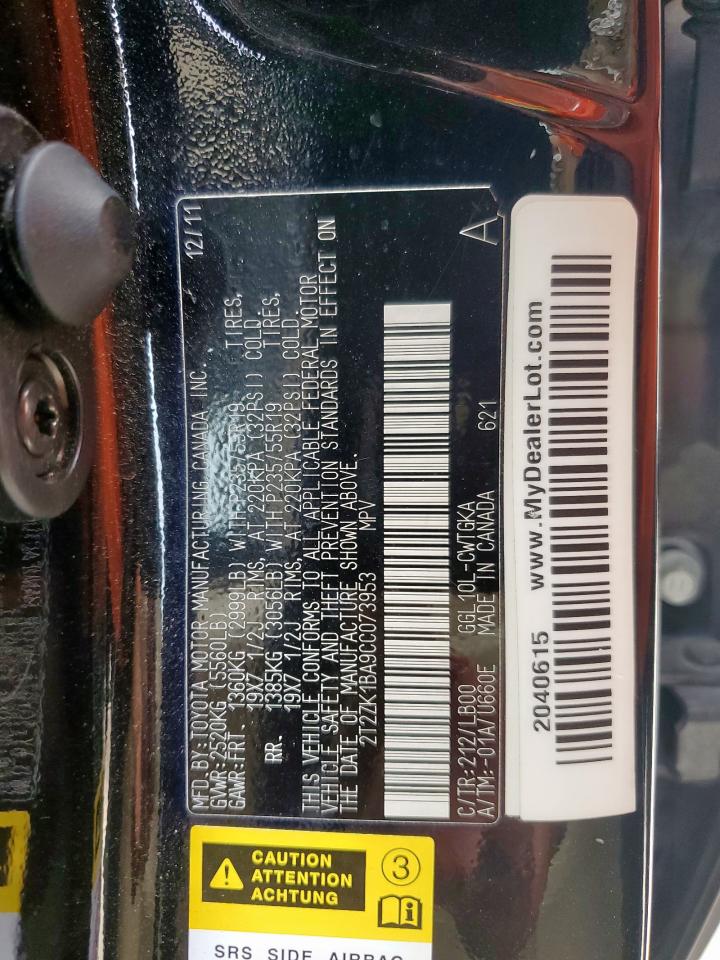 MFD.BY:TOYOTA MOTOR MANUFACTURING CANADA INC. 12/11
GVWR:2520KG (5560LB)
GAWR:FRT. 1360KG (2999LB) WITH P235/55R19 TIRES,
19X7 1/2J RIMS, AT 220KPA (32PSI) COLD
RR. 1385KG (3056LB) WITH P235/55R19 TIRES,
19X7 1/2J RIMS, AT 220KPA (32PSI) COLD
THIS VEHICLE CONFORMS TO ALL APPLICABLE FEDERAL MOTOR
VEHICLE SAFETY AND THEFT PREVENTION STANDARDS IN EFFECT ON
THE DATE OF MANUFACTURE SHOWN ABOVE.
2T2ZK1BA9CC073953 MPV
C/TR:212/LB00 GGL10L-CWTGKA 621 A
A/TM:-01A/U660E MADE IN CANADA
2040615 www.MyDealerLot.com
CAUTION
ATTENTION
ACHTUNG
3
SRS SIDE AIRBAG